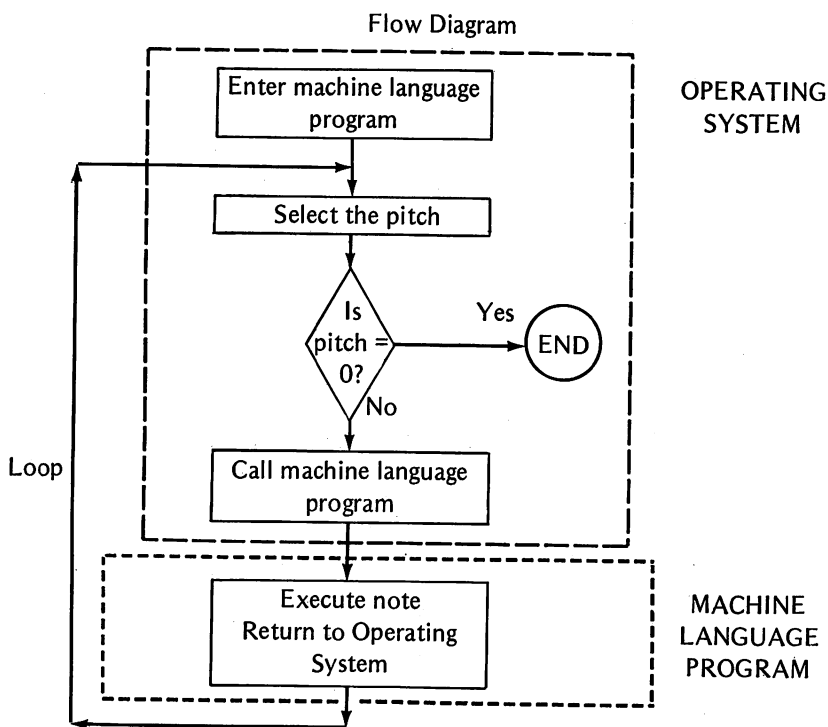 Flow Diagram
Enter machine language
program
OPERATING
SYSTEM
Select the pitch
Is
pitch =
0?
Yes
END
No
Loop
Call machine language
program
Execute note
Return to Operating
System
MACHINE
LANGUAGE
PROGRAM